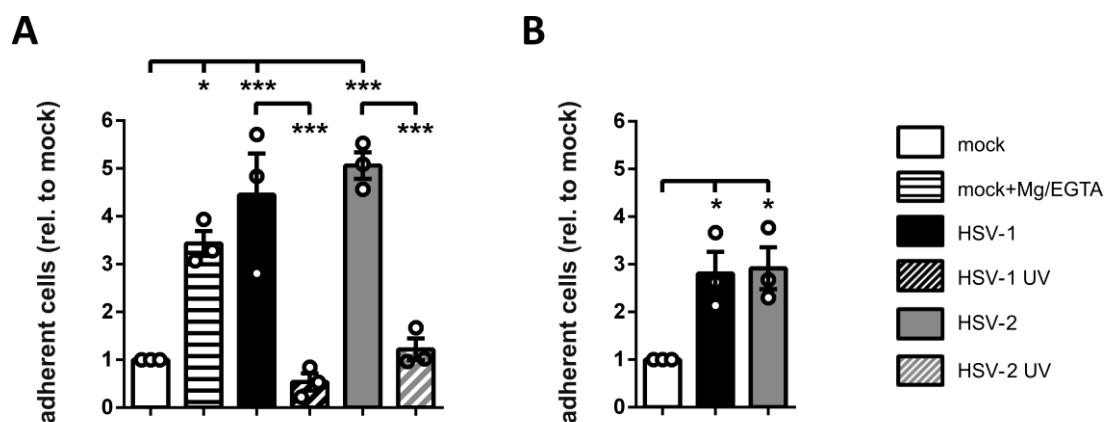 A
B
* *** ***
*** ***
adherent cells (rel. to mock)
6
5
4
3
2
1
0
adherent cells (rel. to mock)
6
5
4
3
2
1
0
* *
mock
mock+Mg/EGTA
HSV-1
HSV-1 UV
HSV-2
HSV-2 UV